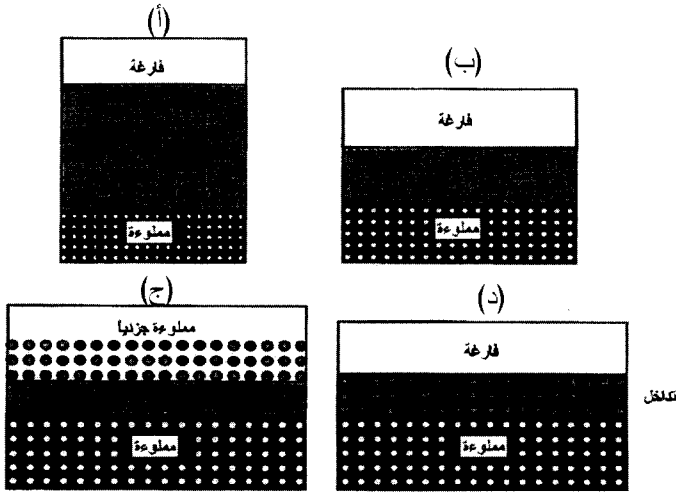 (أ)
فارغة
مملوءة
(ب)
فارغة
مملوءة
(ج)
مملوءة جزئياً
مملوءة
(د)
فارغة
تداخل
مملوءة